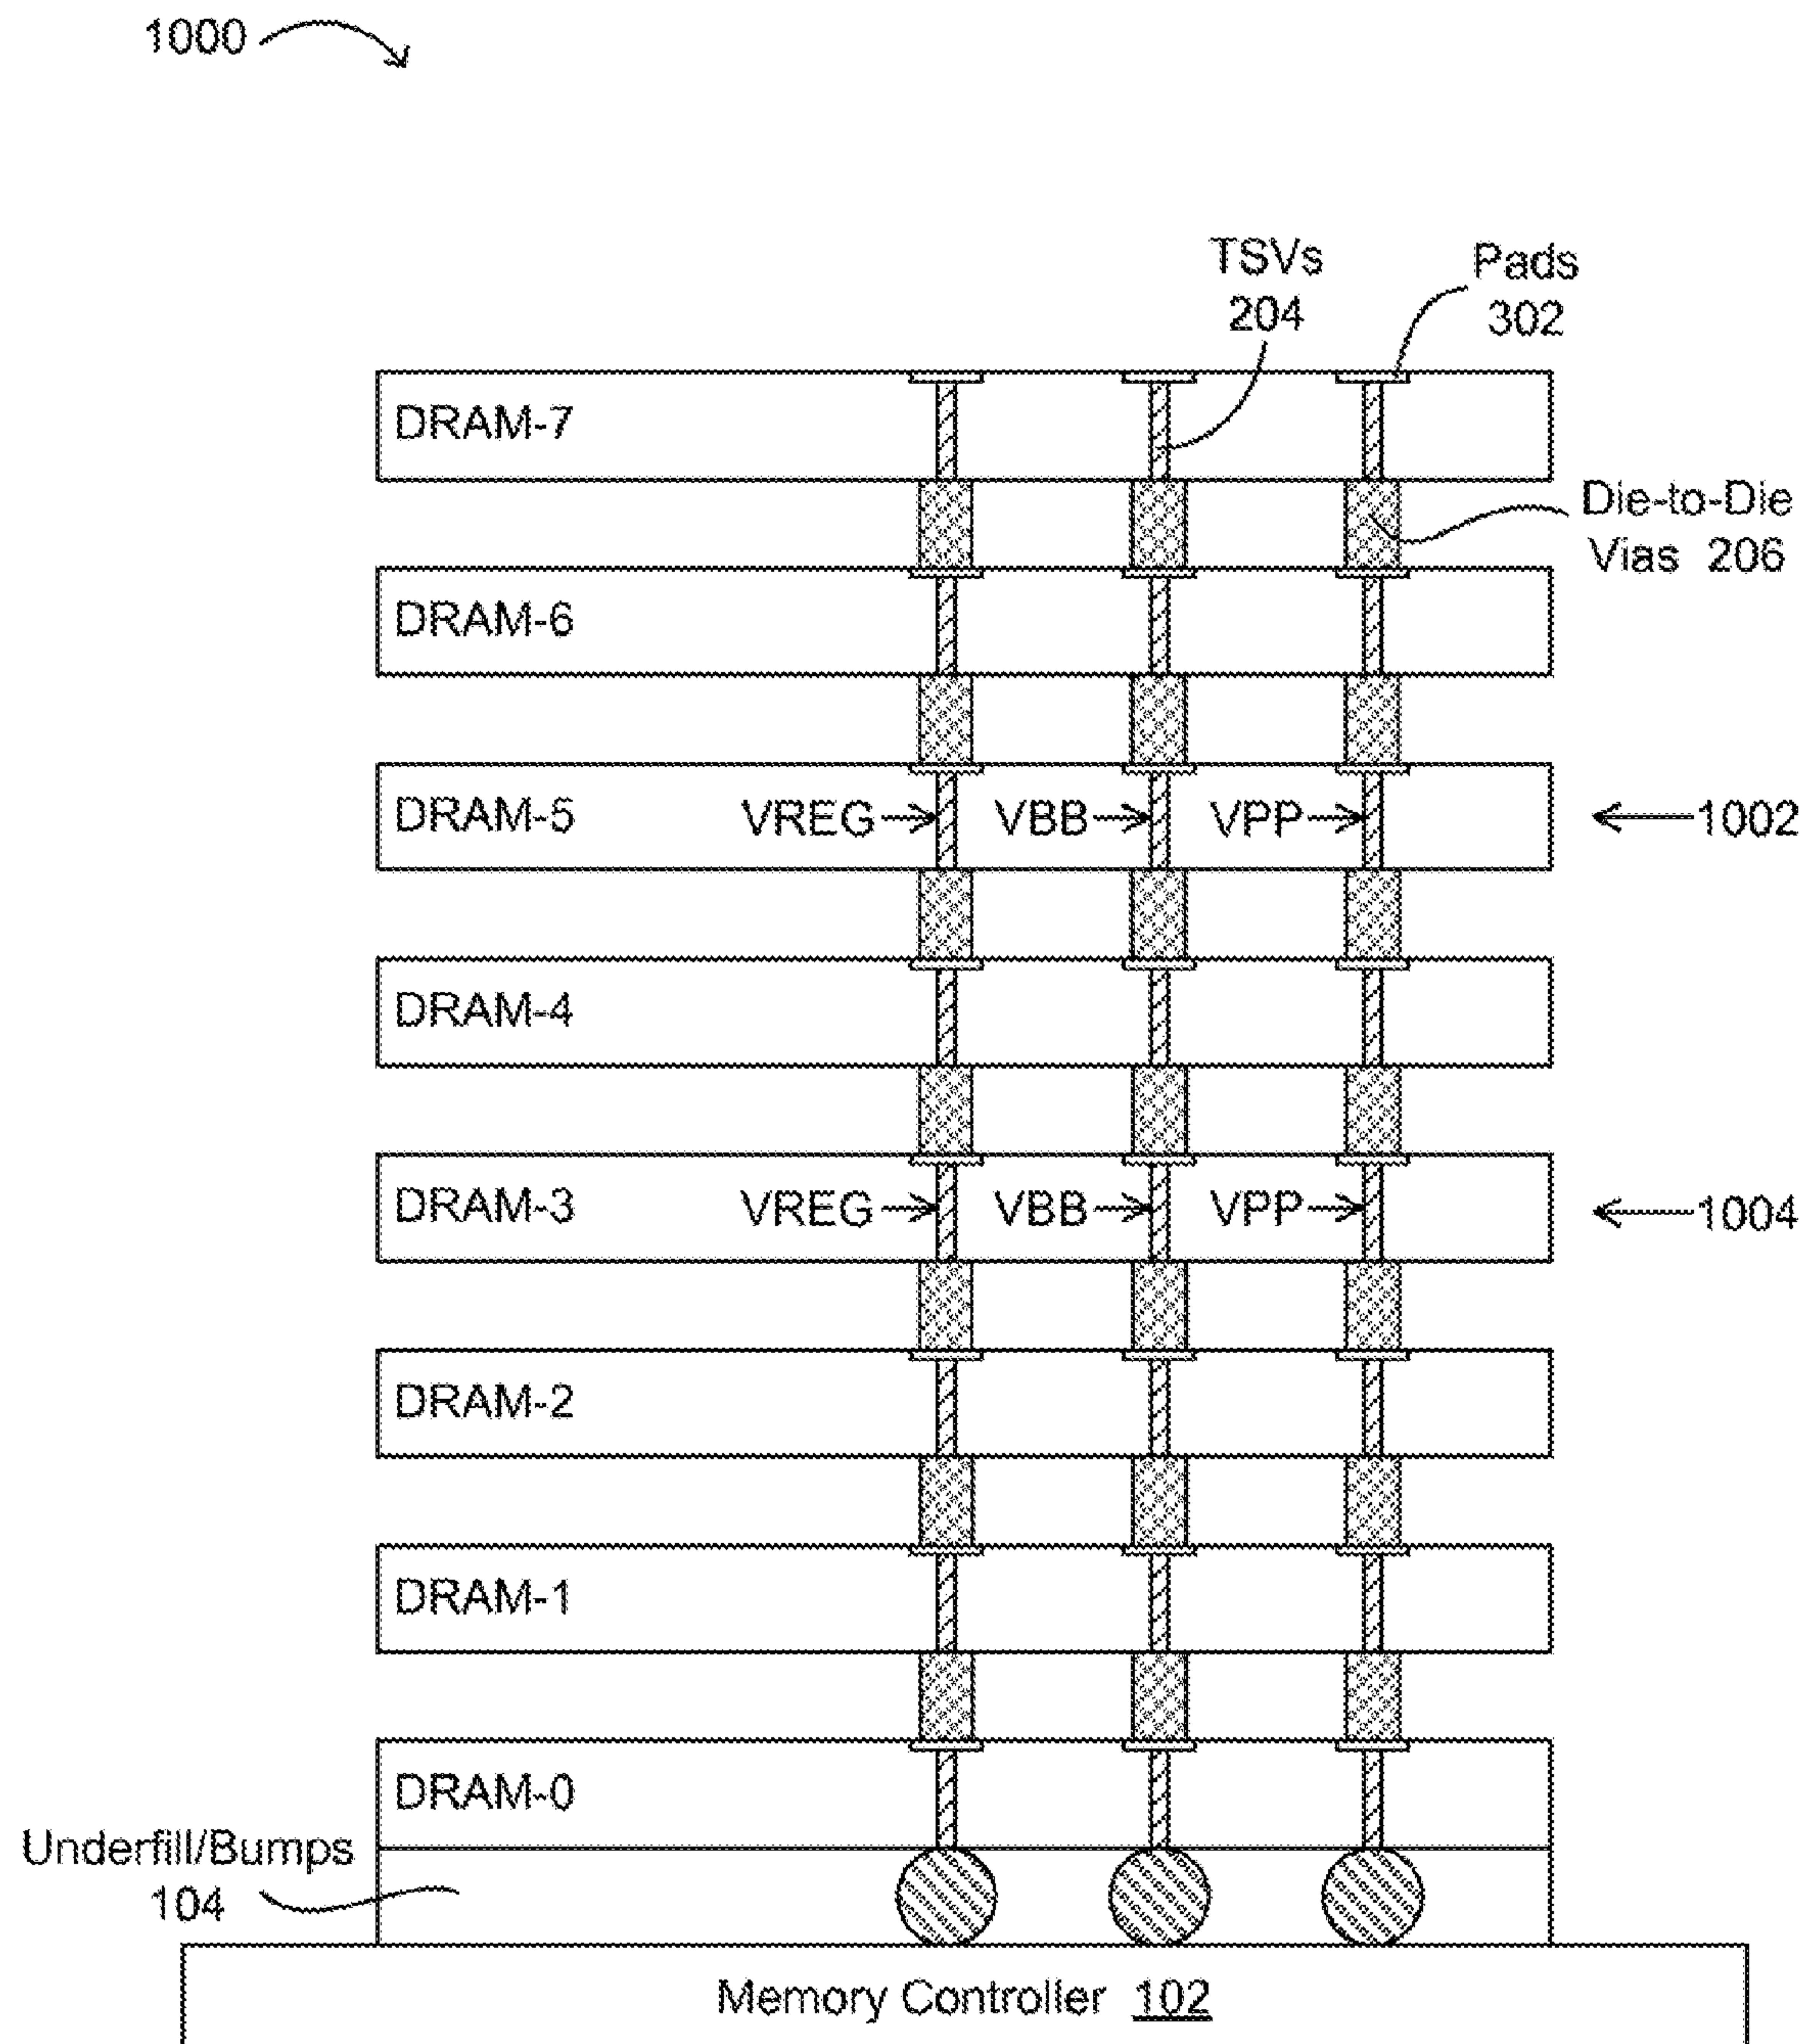 1000
TSVs
204
Pads
302
DRAM-7
Die-to-Die
Vias 206
DRAM-6
DRAM-5 VREG VBB VPP 1002
DRAM-4
DRAM-3 VREG VBB VPP 1004
DRAM-2
DRAM-1
DRAM-0
Underfill/Bumps
104
Memory Controller 102